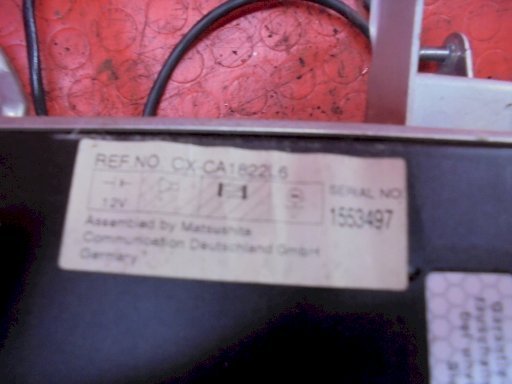 REF.NO. CX-CA1822L6
SERIAL NO.
12V
1553497
Assembled by Matsushita
Communication Deutschland GmbH
Germany